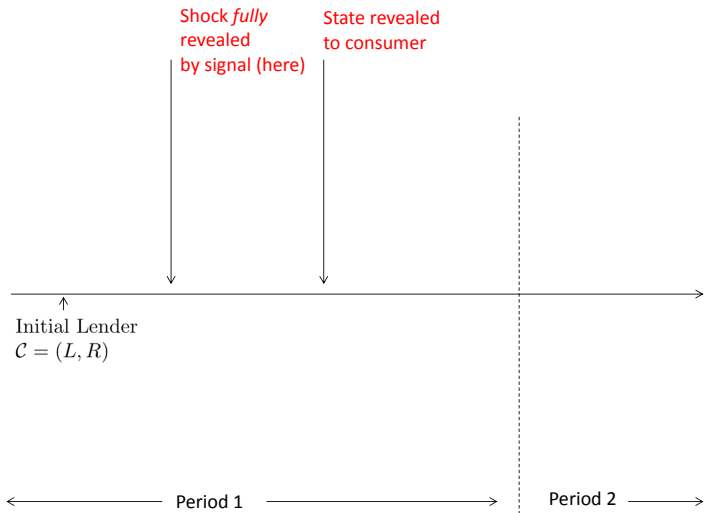 Shock fully
revealed
by signal (here)
State revealed
to consumer
Initial Lender
𝒞 = (L, R)
Period 1
Period 2